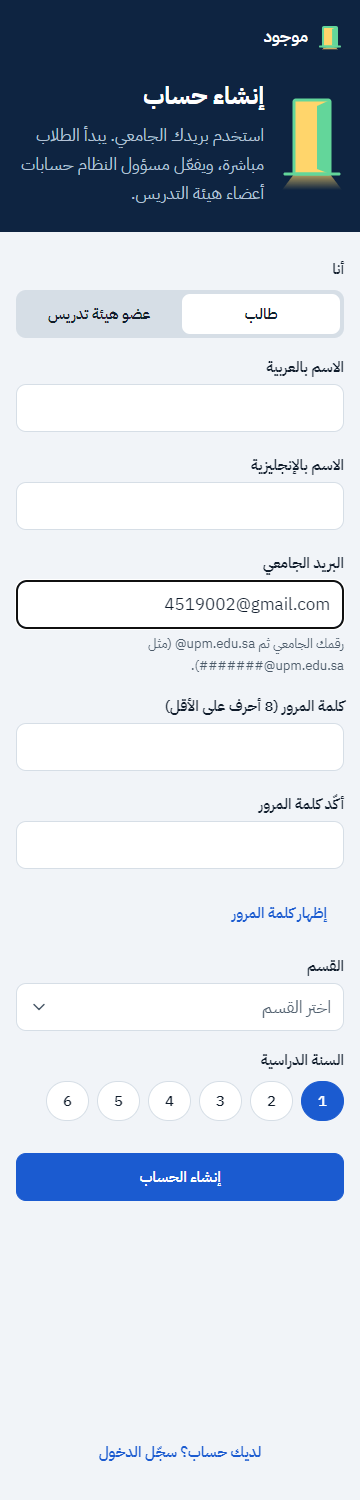 موجود
إنشاء حساب
استخدم بريدك الجامعي. يبدأ الطلاب
مباشرة، ويفعّل مسؤول النظام حسابات
أعضاء هيئة التدريس.
أنا
طالب
عضو هيئة تدريس
الاسم بالعربية
الاسم بالإنجليزية
البريد الجامعي
4519002@gmail.com
رقمك الجامعي ثم @upm.edu.sa (مثل
#######@upm.edu.sa).
كلمة المرور (8 أحرف على الأقل)
أكّد كلمة المرور
إظهار كلمة المرور
القسم
اختر القسم
السنة الدراسية
1 2 3 4 5 6
إنشاء الحساب
لديك حساب؟ سجّل الدخول